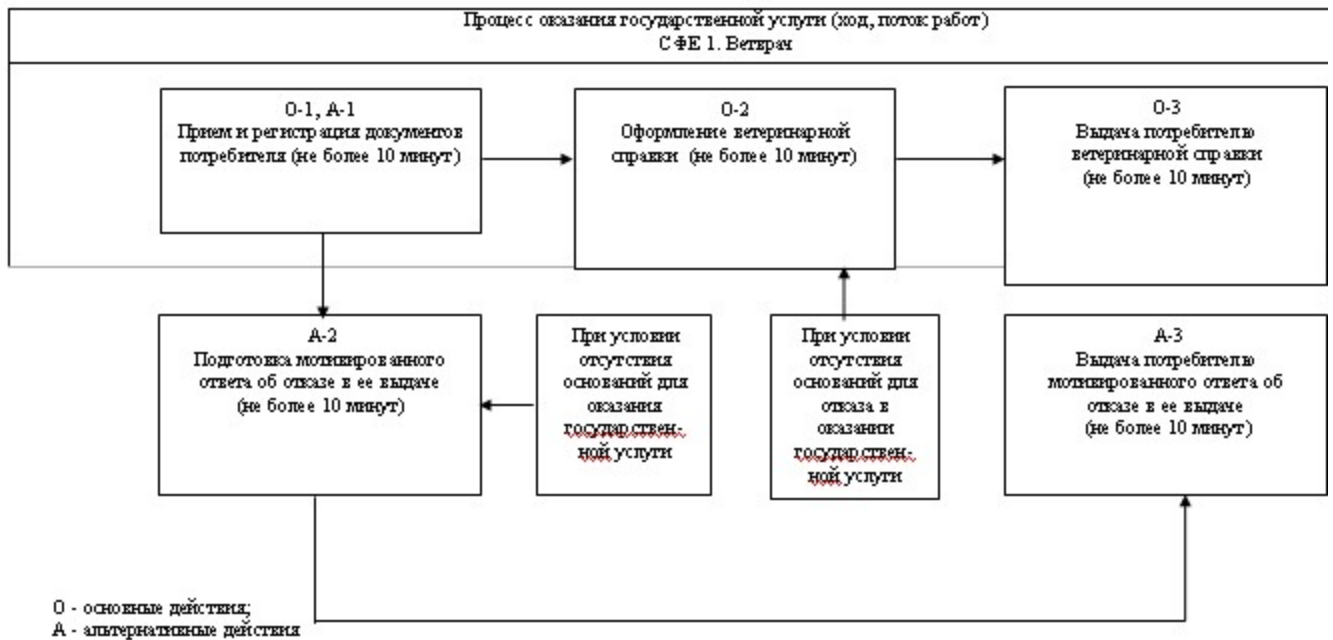 Процесс оказания государственной услуги (ход, поток работ)
СФЕ 1. Ветврач
О-1, А-1
Прием и регистрация документов
потребителя (не более 10 минут)
О-2
Оформление ветеринарной
справки (не более 10 минут)
О-3
Выдача потребителю
ветеринарной справки
(не более 10 минут)
А-2
Подготовка мотивированного
ответа об отказе в ее выдаче
(не более 10 минут)
При условии
отсутствия
оснований для
оказания
государствен-
ной услуги
При условии
отсутствия
оснований для
отказа в
оказании
государствен-
ной услуги
А-3
Выдача потребителю
мотивированного ответа об
отказе в ее выдаче
(не более 10 минут)
О - основные действия;
А - альтернативные действия